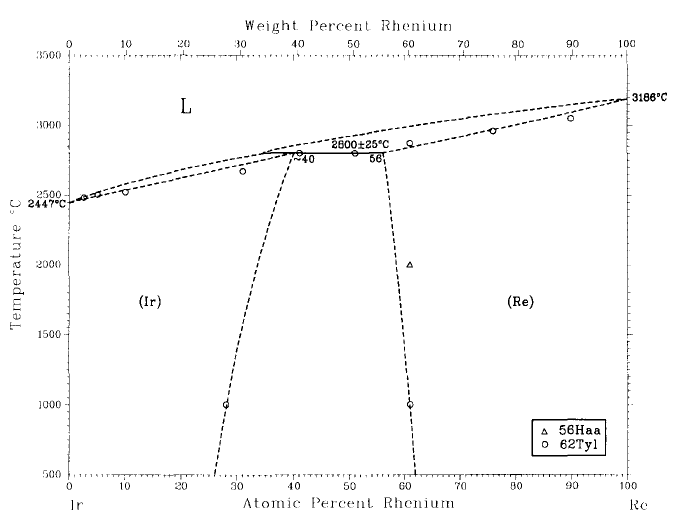 Weight Percent Rhenium
0 10 20 30 40 50 60 70 80 90 100
3500
L
3186°C
3000
2800±25°C
~40 56
2500
2447°C
Temperature °C
2000
(Ir) (Re)
1500
1000
△ 56Haa
○ 62Tyl
500
0 10 20 30 40 50 60 70 80 90 100
Ir Atomic Percent Rhenium Re